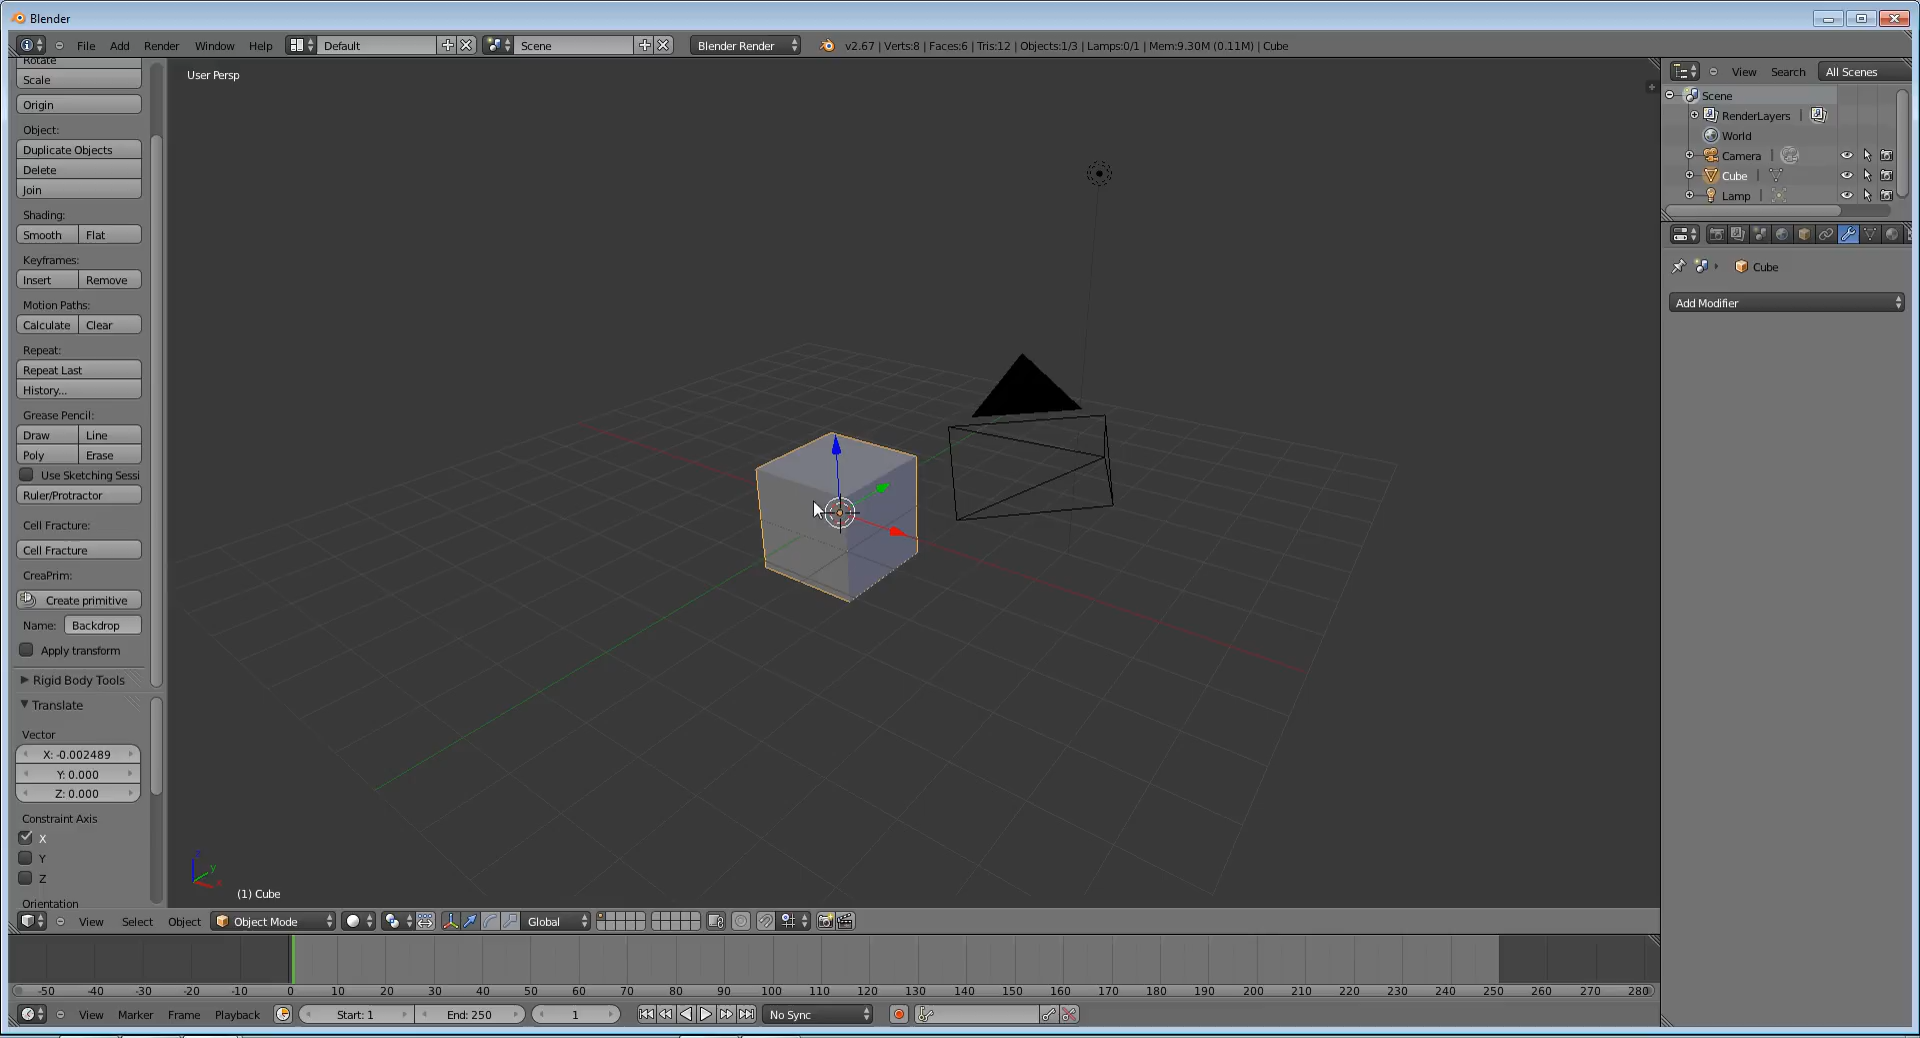 Blender
File Add Render Window Help Default Scene Blender Render v2.67 | Verts:8 | Faces:6 | Tris:12 | Objects:1/3 | Lamps:0/1 | Mem:9.30M (0.11M) | Cube
Rotate
Scale
Origin
Object:
Duplicate Objects
Delete
Join
Shading:
Smooth Flat
Keyframes:
Insert Remove
Motion Paths:
Calculate Clear
Repeat:
Repeat Last
History...
Grease Pencil:
Draw Line
Poly Erase
Use Sketching Sessi
Ruler/Protractor
Cell Fracture:
Cell Fracture
CreaPrim:
Create primitive
Name: Backdrop
Apply transform
Rigid Body Tools
Translate
Vector
X: -0.002489
Y: 0.000
Z: 0.000
Constraint Axis
X
Y
Z
Orientation
User Persp
z
y
x
(1) Cube
View Search All Scenes
Scene
RenderLayers |
World
Camera |
Cube |
Lamp |
Cube
Add Modifier
View Select Object Object Mode Global
-50 -40 -30 -20 -10 0 10 20 30 40 50 60 70 80 90 100 110 120 130 140 150 160 170 180 190 200 210 220 230 240 250 260 270 280
View Marker Frame Playback Start: 1 End: 250 1 No Sync